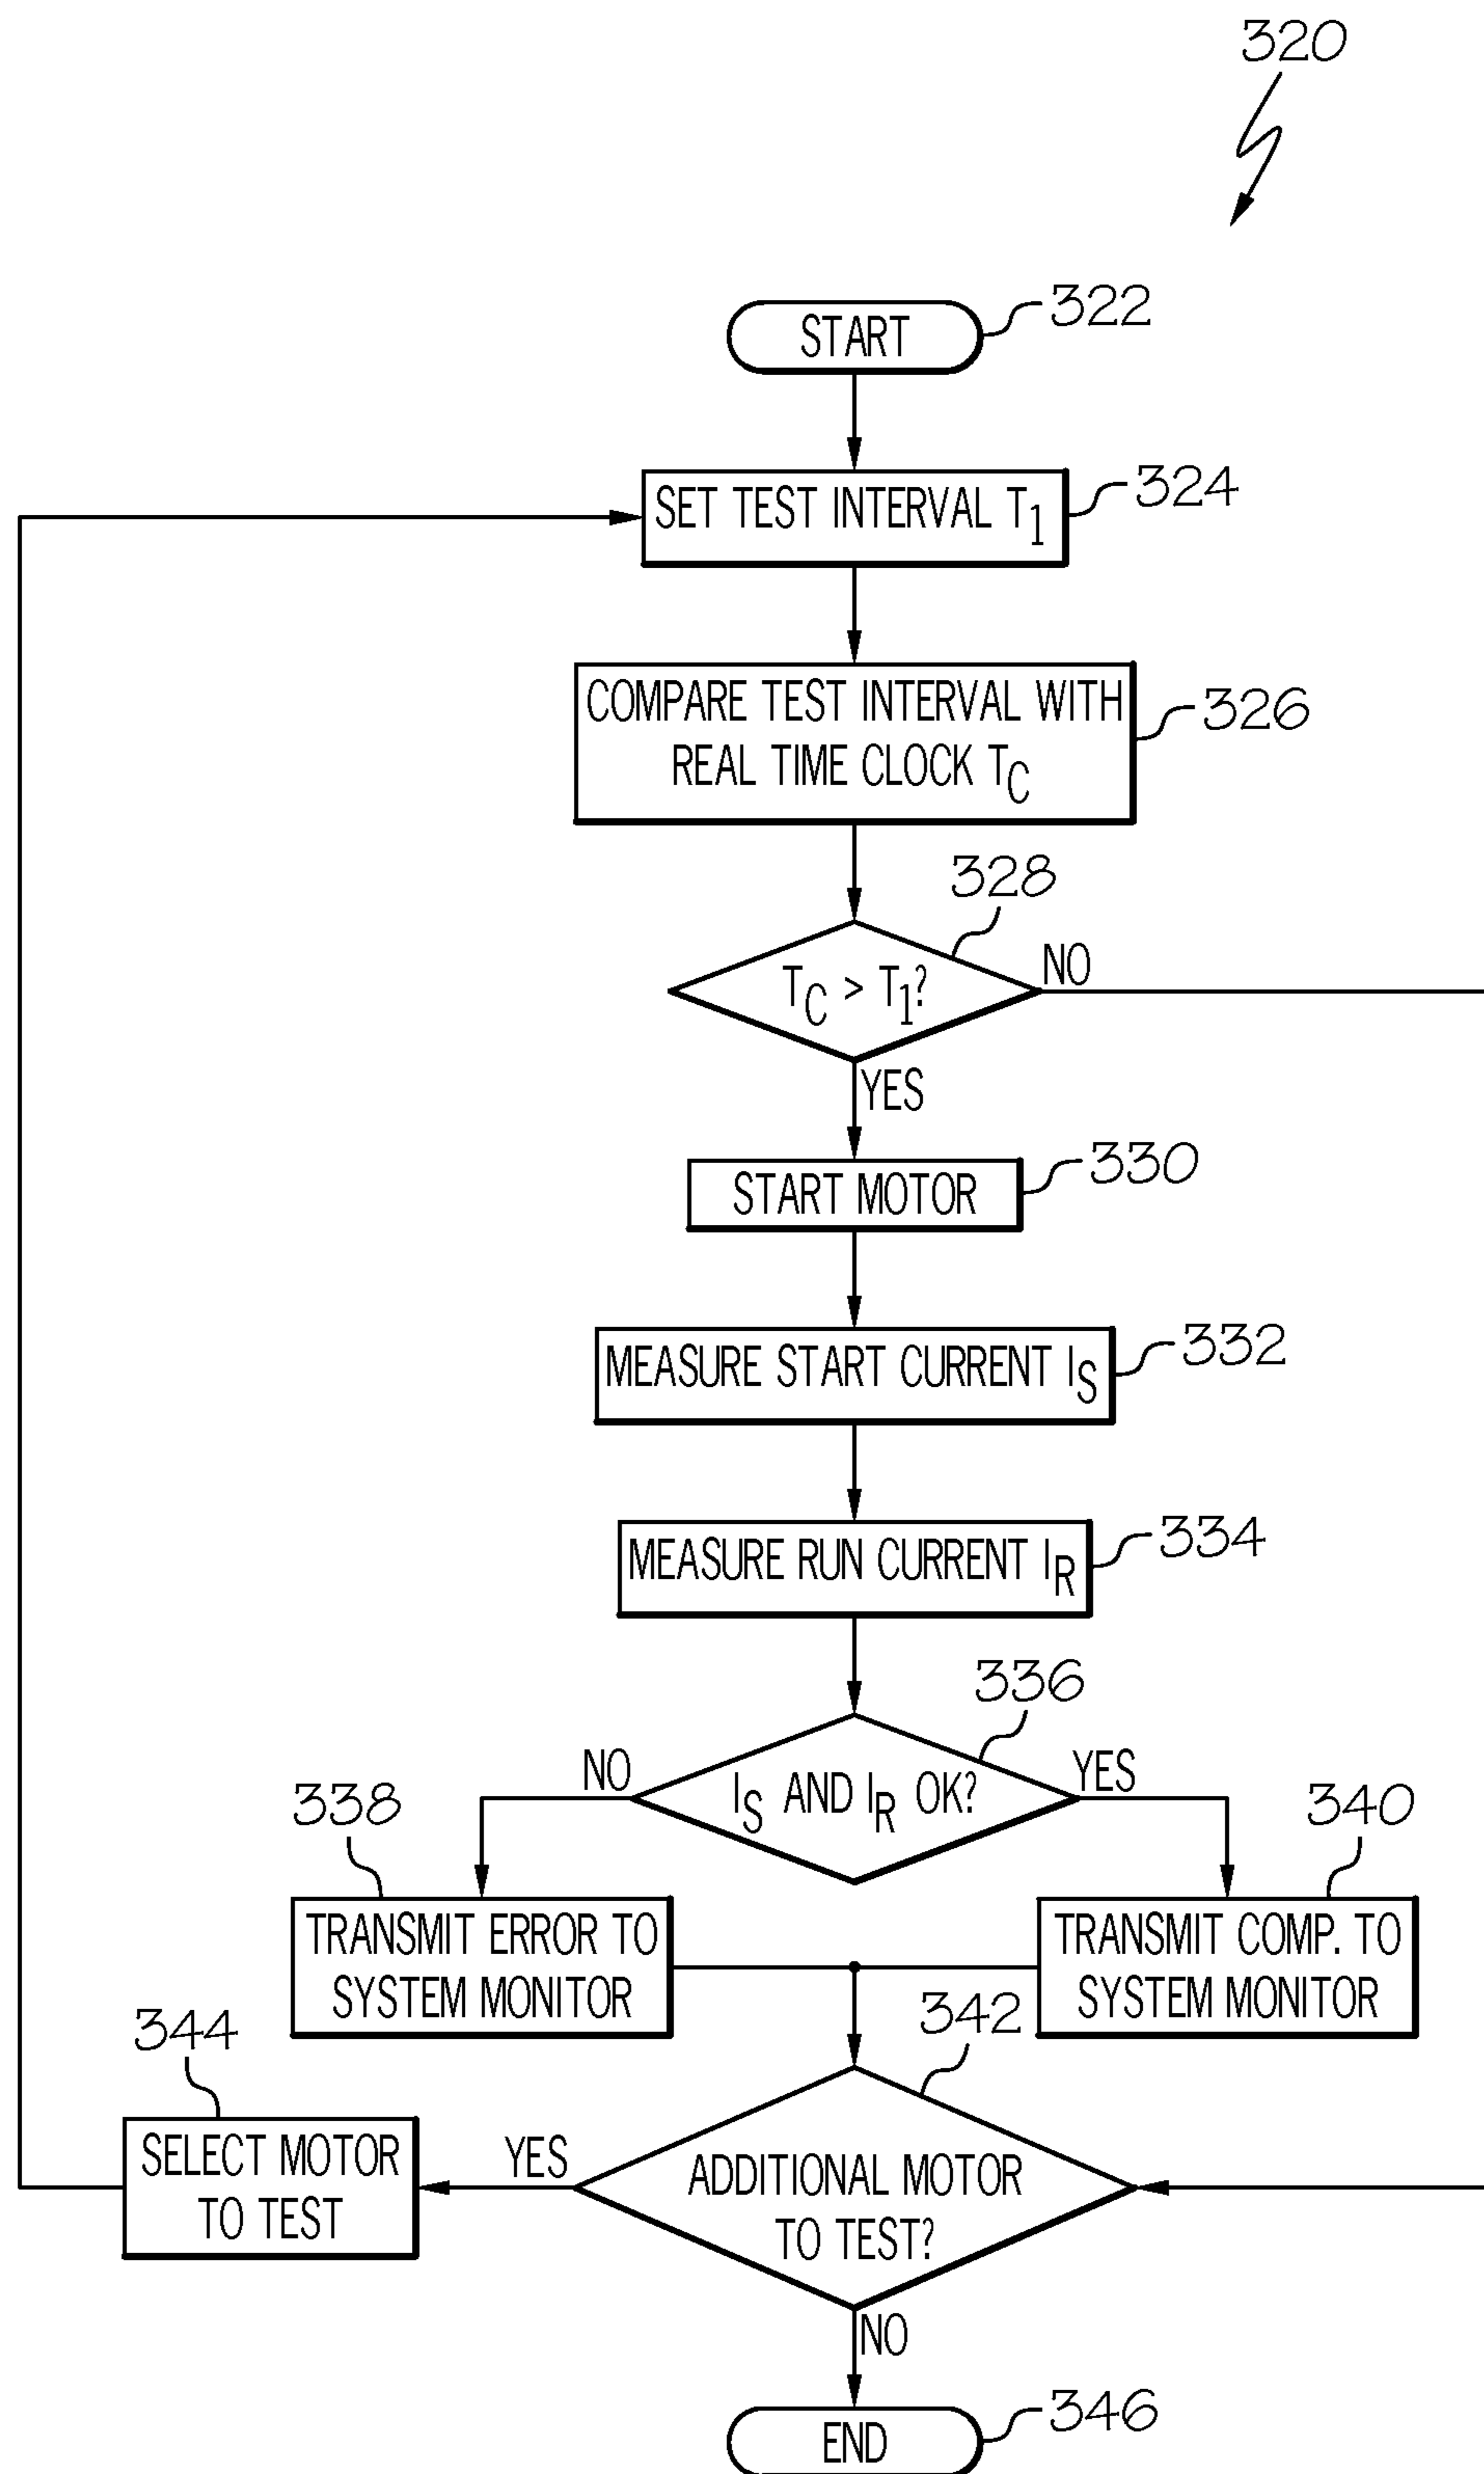 320
START
322
SET TEST INTERVAL T1
324
COMPARE TEST INTERVAL WITH
REAL TIME CLOCK TC
326
328
TC > T1?
NO
YES
START MOTOR
330
MEASURE START CURRENT IS
332
MEASURE RUN CURRENT IR
334
336
NO
IS AND IR OK?
YES
338
340
TRANSMIT ERROR TO
SYSTEM MONITOR
TRANSMIT COMP. TO
SYSTEM MONITOR
342
344
SELECT MOTOR
TO TEST
YES
ADDITIONAL MOTOR
TO TEST?
NO
END
346